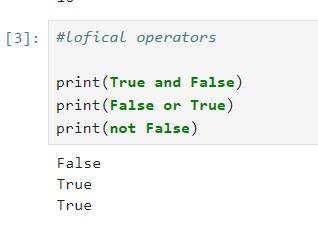 [3]: #lofical operators
print(True and False)
print(False or True)
print(not False)
False
True
True